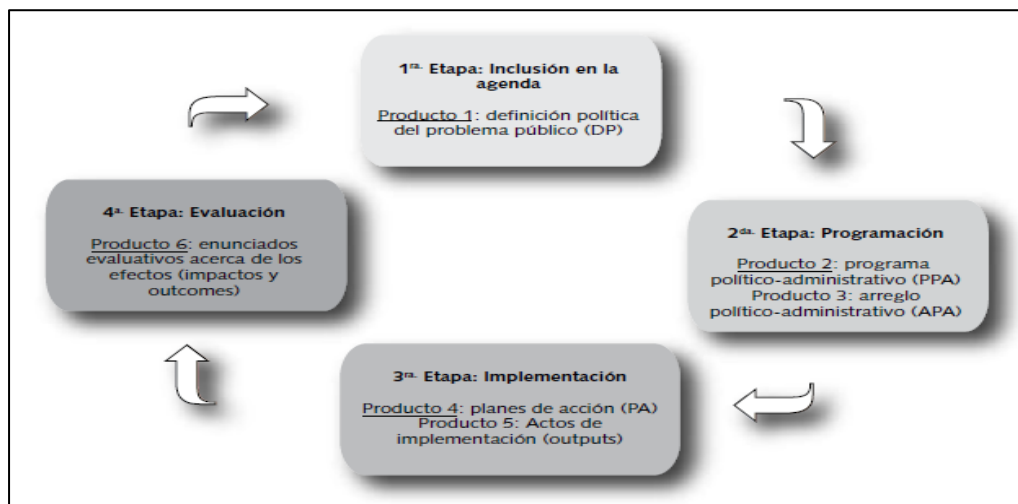 1ra. Etapa: Inclusión en la
agenda
Producto 1: definición política
del problema público (DP)
2da. Etapa: Programación
Producto 2: programa
político-administrativo (PPA)
Producto 3: arreglo
político-administrativo (APA)
3ra. Etapa: Implementación
Producto 4: planes de acción (PA)
Producto 5: Actos de
implementación (outputs)
4a. Etapa: Evaluación
Producto 6: enunciados
evaluativos acerca de los
efectos (impactos y
outcomes)